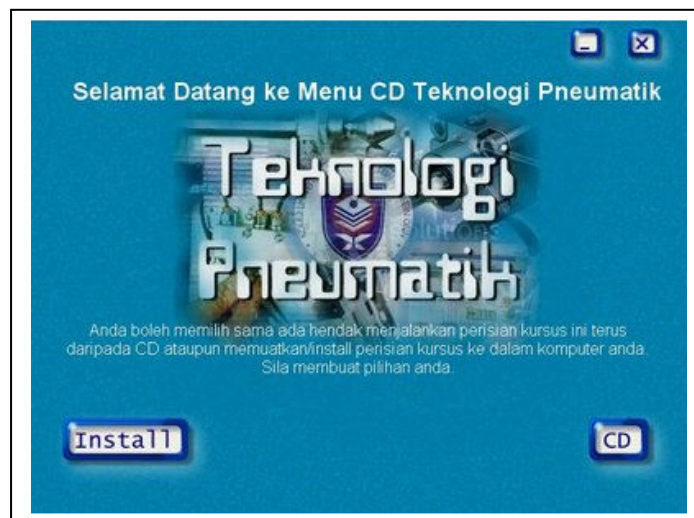 Selamat Datang ke Menu CD Teknologi Pneumatik
Teknologi
Pneumatik
Anda boleh memilih sama ada hendak menjalankan perisian kursus ini terus
daripada CD ataupun memuatkan/install perisian kursus ke dalam komputer anda.
Sila membuat pilihan anda.
Install
CD